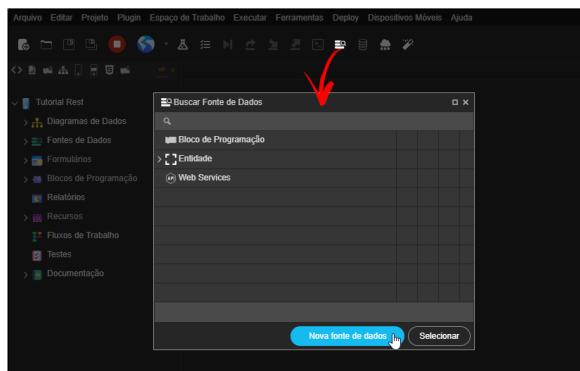 Arquivo Editar Projeto Plugin Espaço de Trabalho Executar Ferramentas Deploy Dispositivos Móveis Ajuda
Tutorial Rest
Diagramas de Dados
Fontes de Dados
Formulários
Blocos de Programação
Relatórios
Recursos
Fluxos de Trabalho
Testes
Documentação
Buscar Fonte de Dados
Bloco de Programação
Entidade
API Web Services
Nova fonte de dados
Selecionar